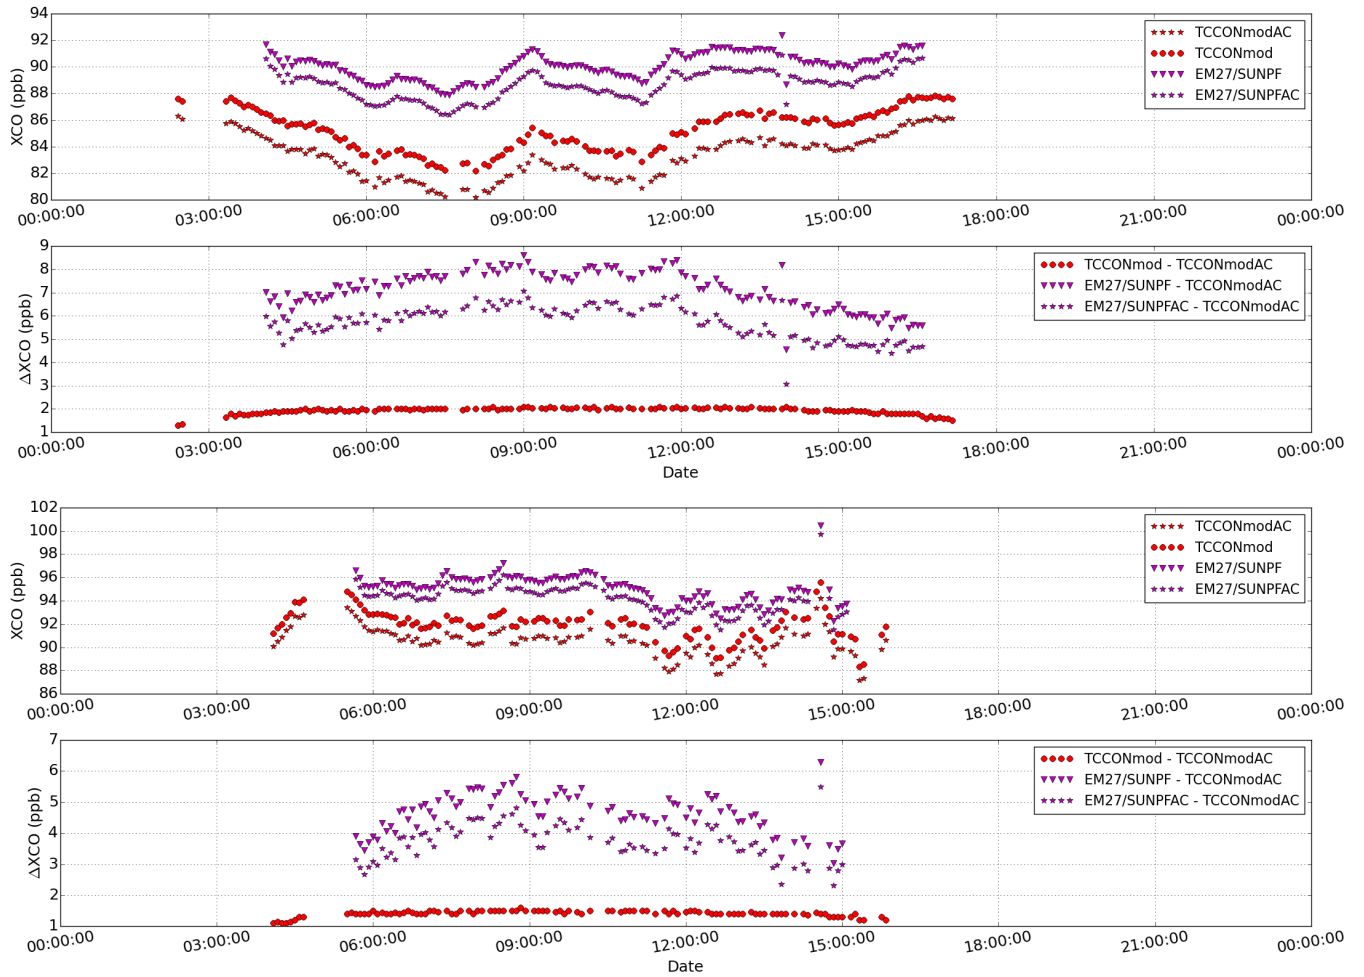 94
92
90
88
86
84
82
80
XCO (ppb)
TCCONmodAC
TCCONmod
EM27/SUNPF
EM27/SUNPFAC
00:00:00 03:00:00 06:00:00 09:00:00 12:00:00 15:00:00 18:00:00 21:00:00 00:00:00
9
8
7
6
5
4
3
2
1
ΔXCO (ppb)
TCCONmod - TCCONmodAC
EM27/SUNPF - TCCONmodAC
EM27/SUNPFAC - TCCONmodAC
00:00:00 03:00:00 06:00:00 09:00:00 12:00:00 15:00:00 18:00:00 21:00:00 00:00:00
Date
102
100
98
96
94
92
90
88
86
XCO (ppb)
TCCONmodAC
TCCONmod
EM27/SUNPF
EM27/SUNPFAC
00:00:00 03:00:00 06:00:00 09:00:00 12:00:00 15:00:00 18:00:00 21:00:00 00:00:00
7
6
5
4
3
2
1
ΔXCO (ppb)
TCCONmod - TCCONmodAC
EM27/SUNPF - TCCONmodAC
EM27/SUNPFAC - TCCONmodAC
00:00:00 03:00:00 06:00:00 09:00:00 12:00:00 15:00:00 18:00:00 21:00:00 00:00:00
Date